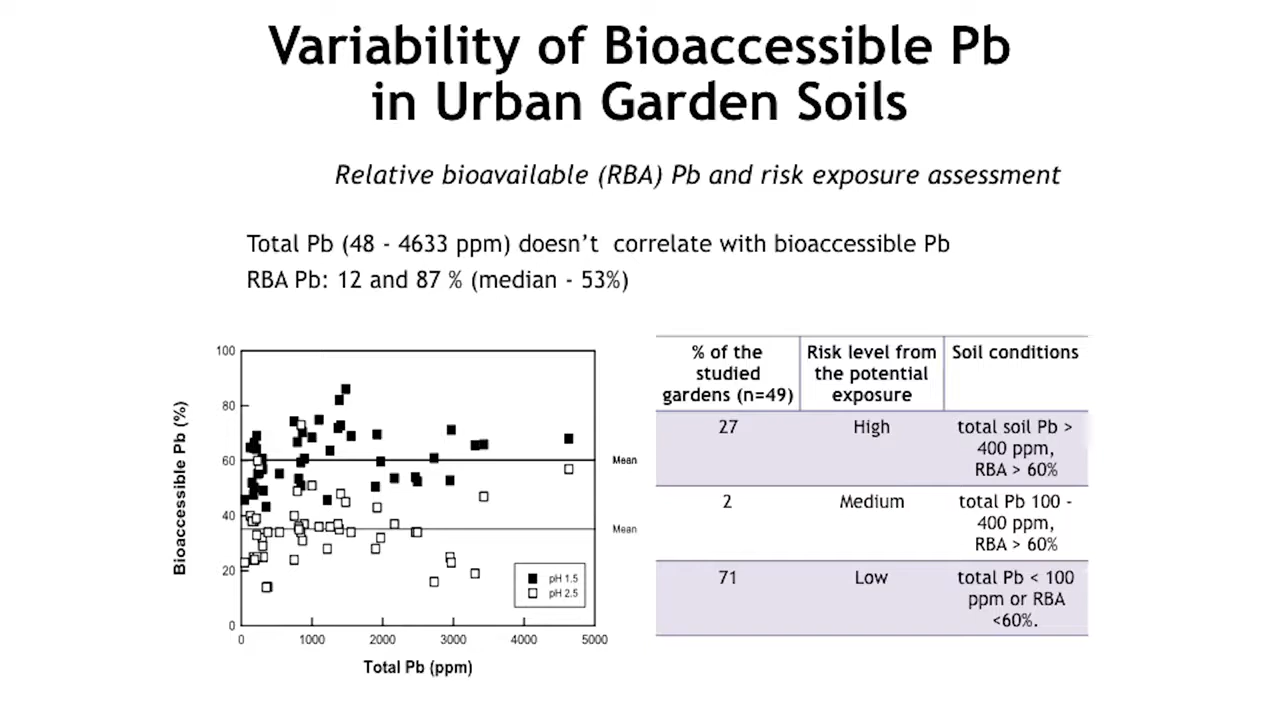 Variability of Bioaccessible Pb
in Urban Garden Soils
Relative bioavailable (RBA) Pb and risk exposure assessment
Total Pb (48 - 4633 ppm) doesn't  correlate with bioaccessible Pb
RBA Pb: 12 and 87 % (median - 53%)
Bioaccessible Pb (%)
100
80
60
40
20
0
Mean
Mean
pH 1.5
pH 2.5
0 1000 2000 3000 4000 5000
Total Pb (ppm)
% of the
studied
gardens (n=49)
Risk level from
the potential
exposure
Soil conditions
27
High
total soil Pb >
400 ppm,
RBA > 60%
2
Medium
total Pb 100 -
400 ppm,
RBA > 60%
71
Low
total Pb < 100
ppm or RBA
<60%.